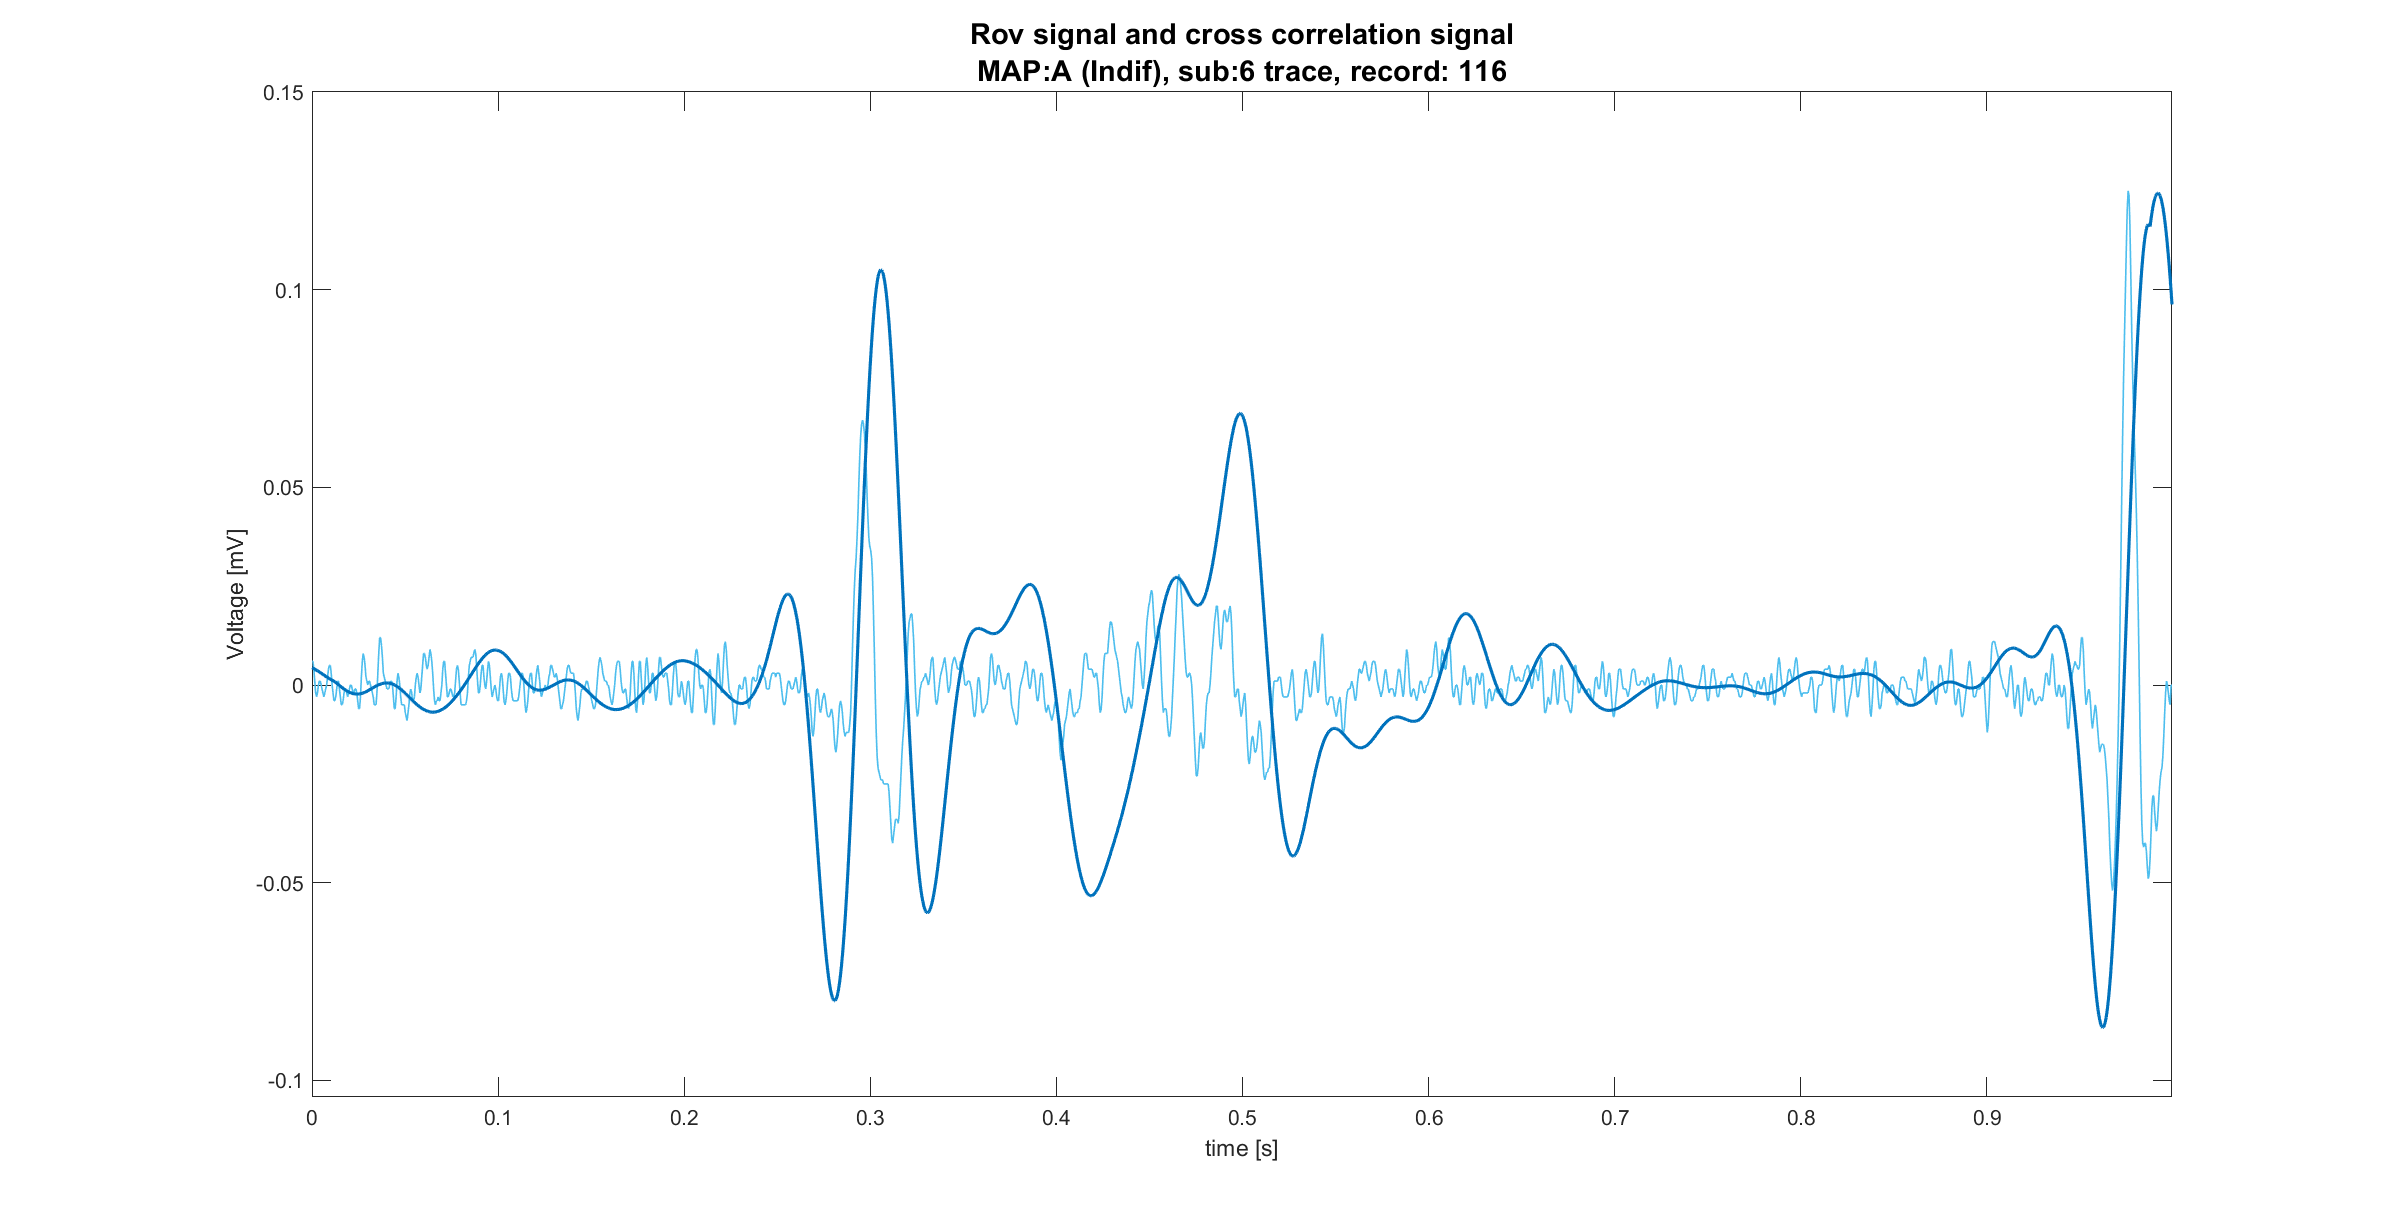 Rov signal and cross correlation signal
MAP:A (Indif), sub:6 trace, record: 116
0.15
0.1
0.05
0
-0.05
-0.1
Voltage [mV]
0 0.1 0.2 0.3 0.4 0.5 0.6 0.7 0.8 0.9
time [s]